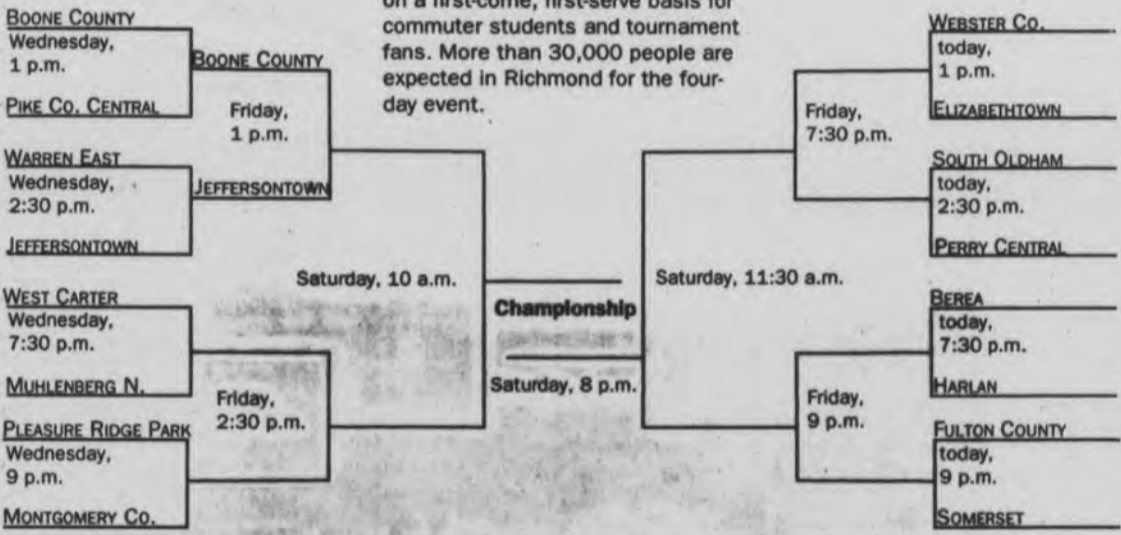 on a first-come, first-serve basis for
commuter students and tournament
fans. More than 30,000 people are
expected in Richmond for the four-
day event.
BOONE COUNTY
Wednesday,
1 p.m.
PIKE CO. CENTRAL
WARREN EAST
Wednesday,
2:30 p.m.
JEFFERSONTOWN
WEST CARTER
Wednesday,
7:30 p.m.
MUHLENBERG N.
PLEASURE RIDGE PARK
Wednesday,
9 p.m.
MONTGOMERY CO.
BOONE COUNTY
Friday,
1 p.m.
JEFFERSONTOWN
Friday,
2:30 p.m.
Saturday, 10 a.m.
Championship
Saturday, 8 p.m.
Saturday, 11:30 a.m.
Friday,
7:30 p.m.
Friday,
9 p.m.
WEBSTER CO.
today,
1 p.m.
ELIZABETHTOWN
SOUTH OLDHAM
today,
2:30 p.m.
PERRY CENTRAL
BEREA
today,
7:30 p.m.
HARLAN
FULTON COUNTY
today,
9 p.m.
SOMERSET